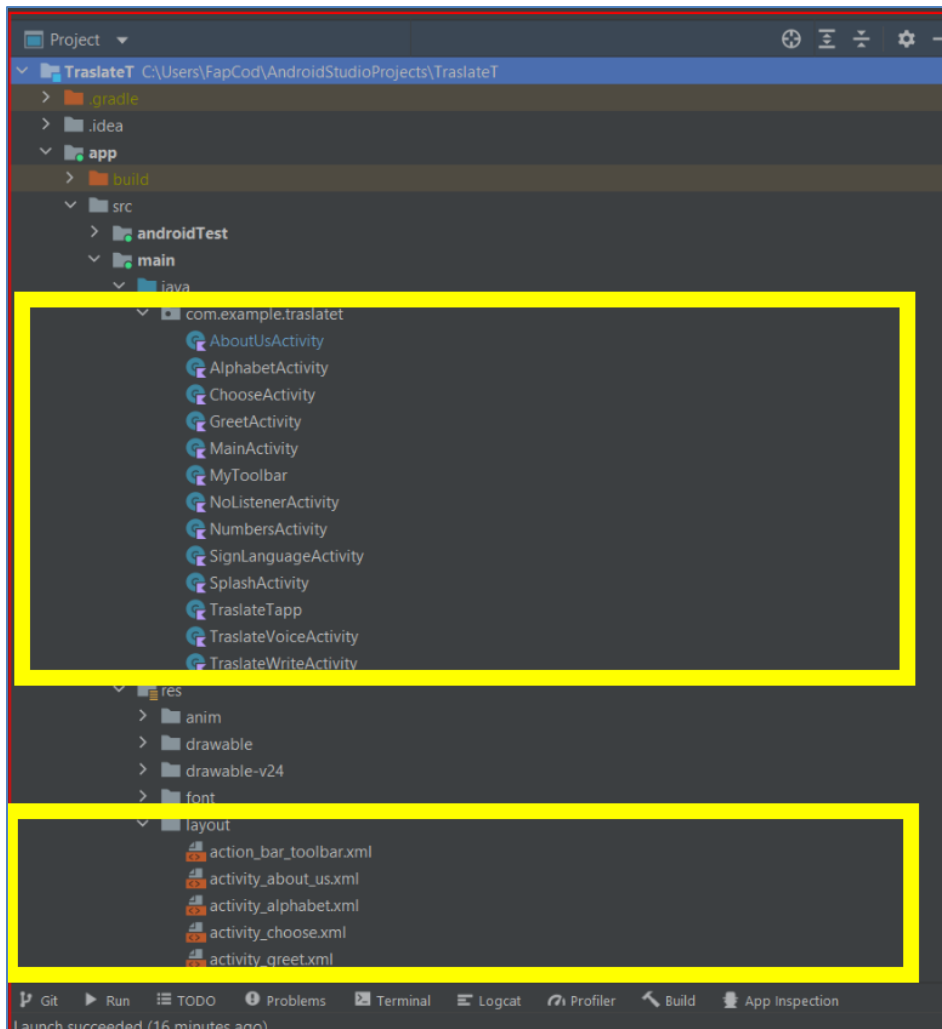 Project
TraslateT C:\Users\FapCod\AndroidStudioProjects\TraslateT
.gradle
.idea
app
build
src
androidTest
main
java
com.example.traslatet
AboutUsActivity
AlphabetActivity
ChooseActivity
GreetActivity
MainActivity
MyToolbar
NoListenerActivity
NumbersActivity
SignLanguageActivity
SplashActivity
TraslateTapp
TraslateVoiceActivity
TraslateWriteActivity
res
anim
drawable
drawable-v24
font
layout
action_bar_toolbar.xml
activity_about_us.xml
activity_alphabet.xml
activity_choose.xml
activity_greet.xml
Git Run TODO Problems Terminal Logcat Profiler Build App Inspection
Launch succeeded (16 minutes ago)